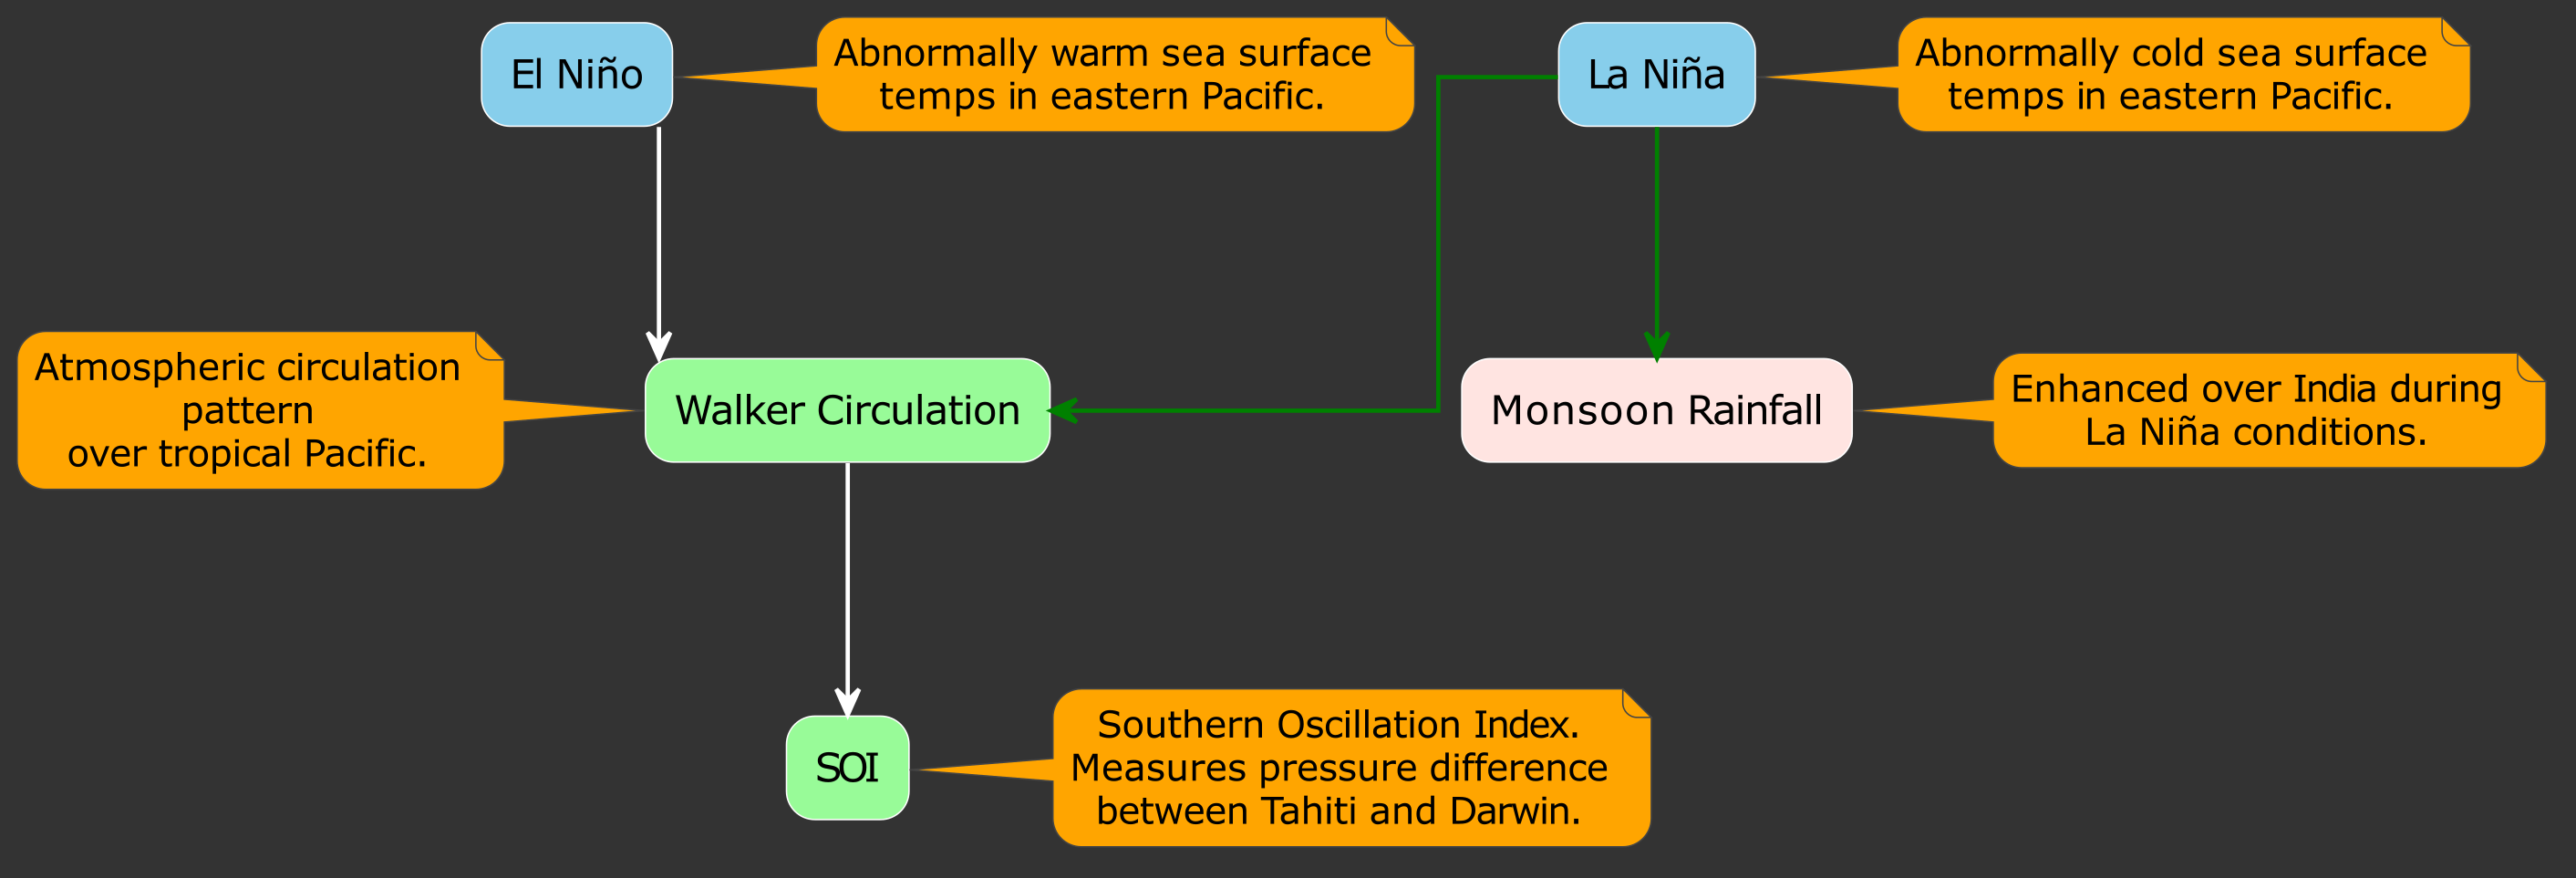 El Niño
Abnormally warm sea surface
temps in eastern Pacific.
La Niña
Abnormally cold sea surface
temps in eastern Pacific.
Atmospheric circulation
pattern
over tropical Pacific.
Walker Circulation
Monsoon Rainfall
Enhanced over India during
La Niña conditions.
SOI
Southern Oscillation Index.
Measures pressure difference
between Tahiti and Darwin.